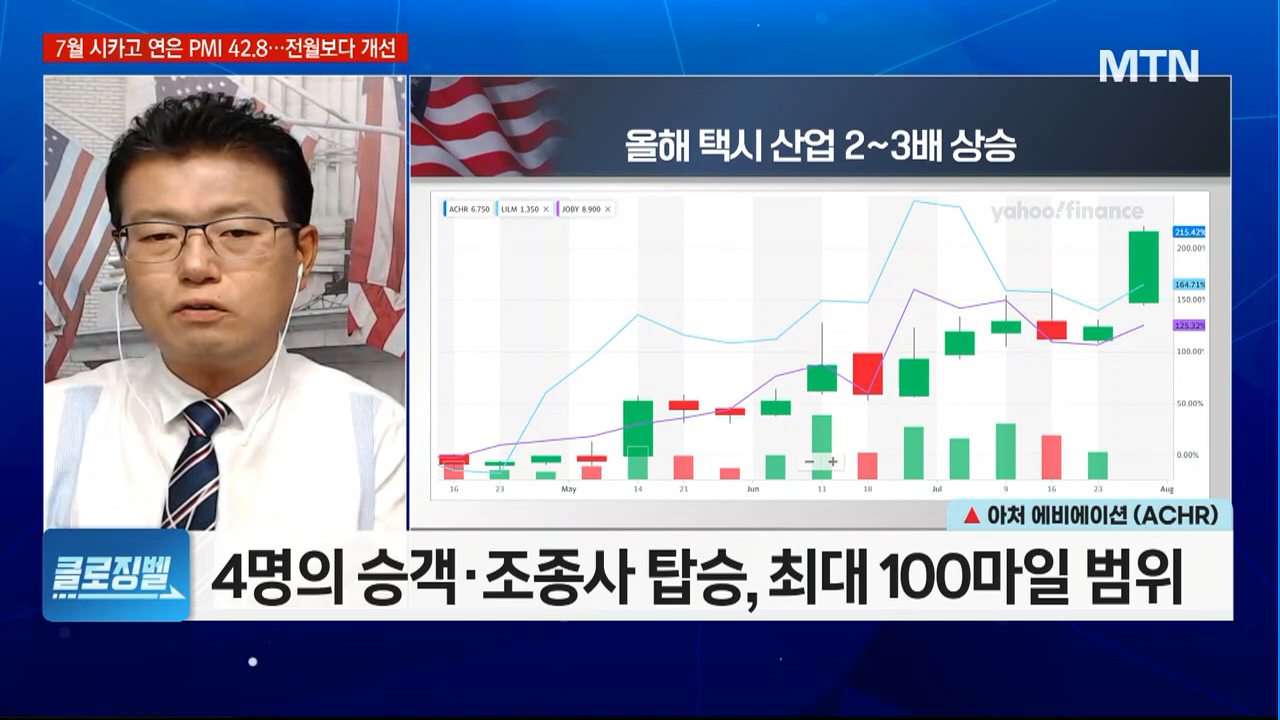 7월 시카고 연은 PMI 42.8…전월보다 개선
MTN
올해 택시 산업 2~3배 상승
ACHR 6.750 LILM 1.350 × JOBY 8.900 ×
yahoo!finance
215.42%
200.00%
164.71%
150.00%
125.32%
100.00%
50.00%
0.00%
− +
16 23 May 14 21 Jun 11 18 Jul 9 16 23 Aug
▲ 아처 에비에이션 (ACHR)
클로징벨
4명의 승객·조종사 탑승, 최대 100마일 범위